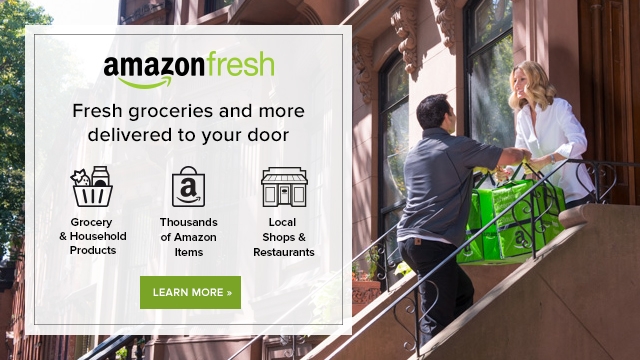 amazonfresh
Fresh groceries and more
delivered to your door
Grocery
& Household
Products
Thousands
of Amazon
Items
Local
Shops &
Restaurants
LEARN MORE »